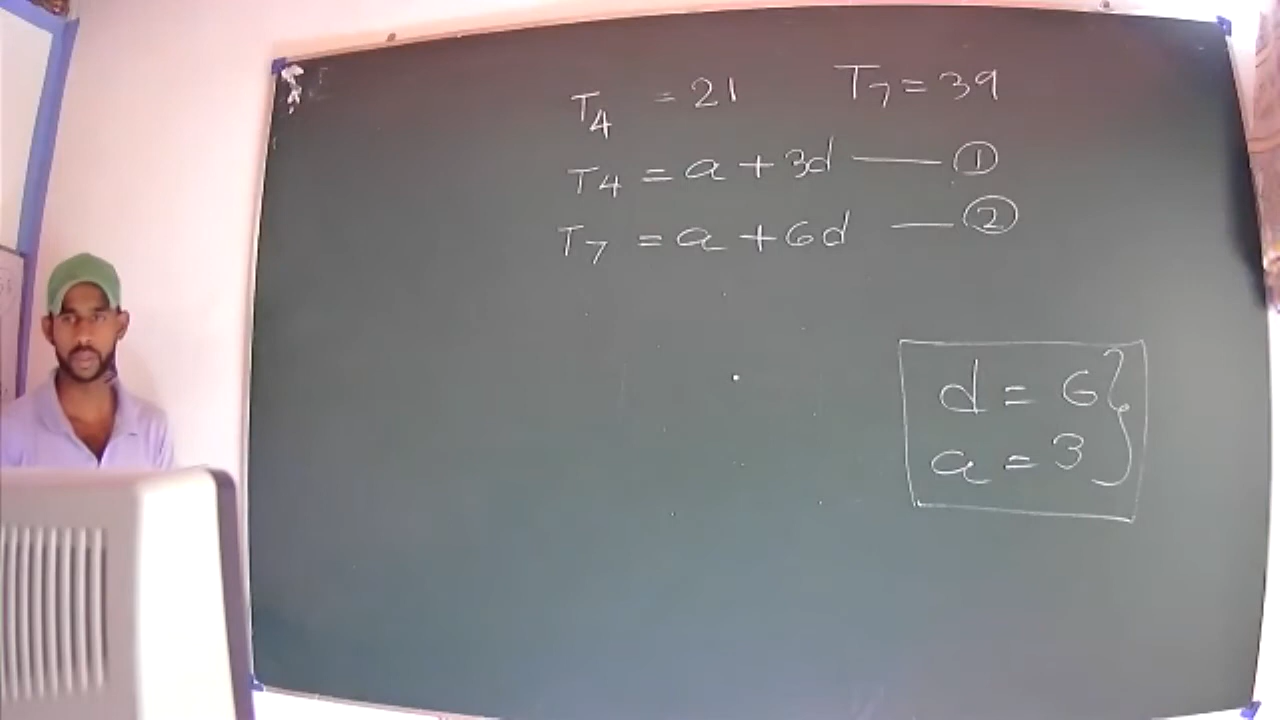 T4 = 21 T7 = 39
T4 = a + 3d —— ①
T7 = a + 6d — ②
d = 6 }
a = 3